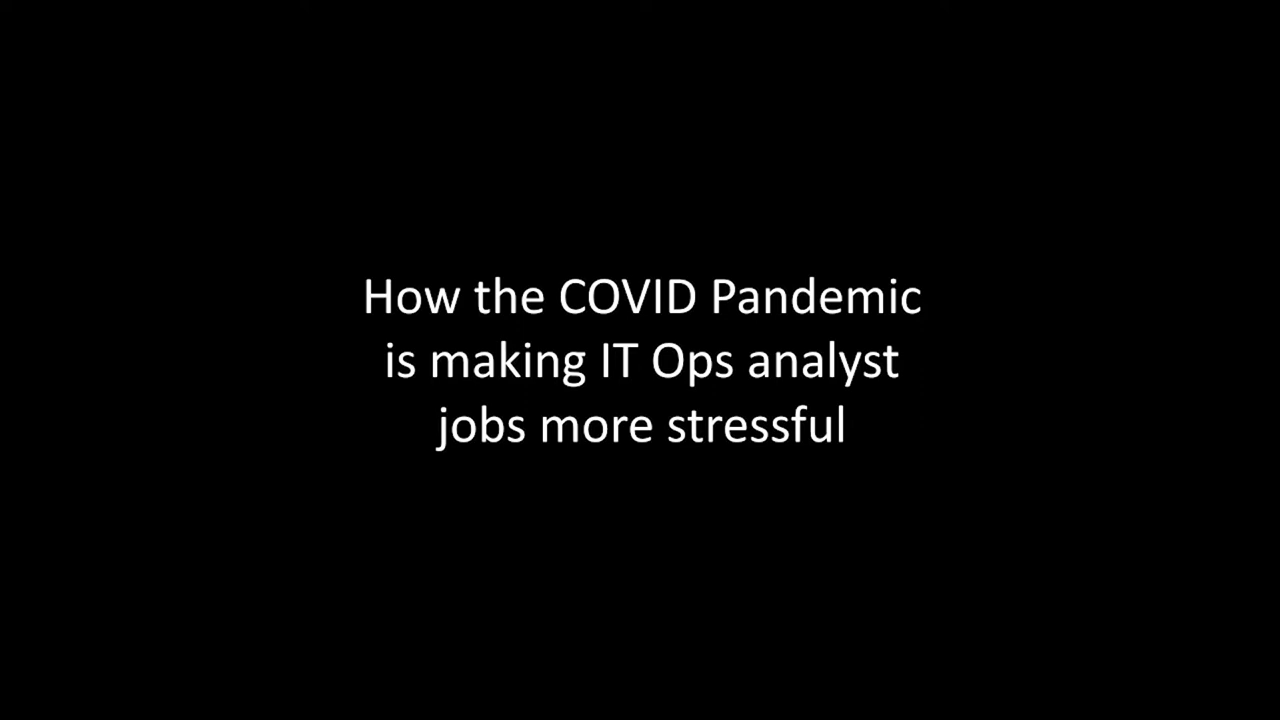 How the COVID Pandemic
is making IT Ops analyst
jobs more stressful